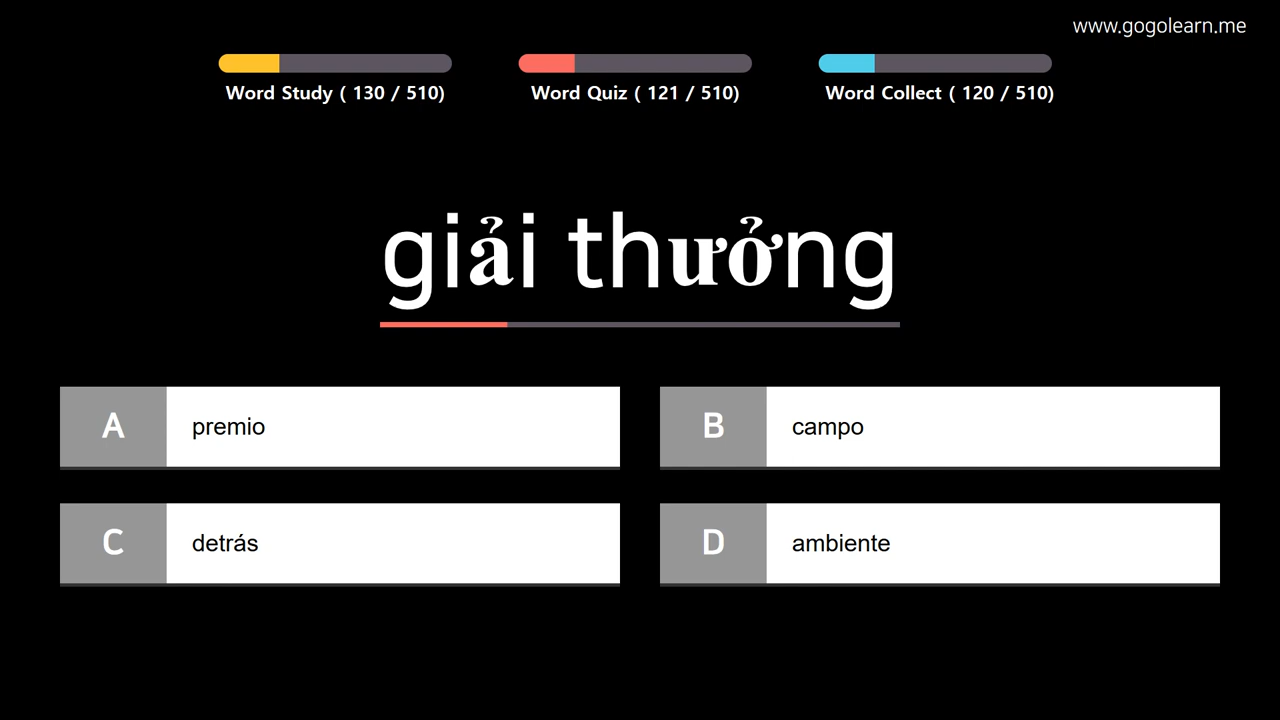 www.gogolearn.me
Word Study ( 130 / 510)
Word Quiz ( 121 / 510)
Word Collect ( 120 / 510)
giải thưởng
A premio
B campo
C detrás
D ambiente